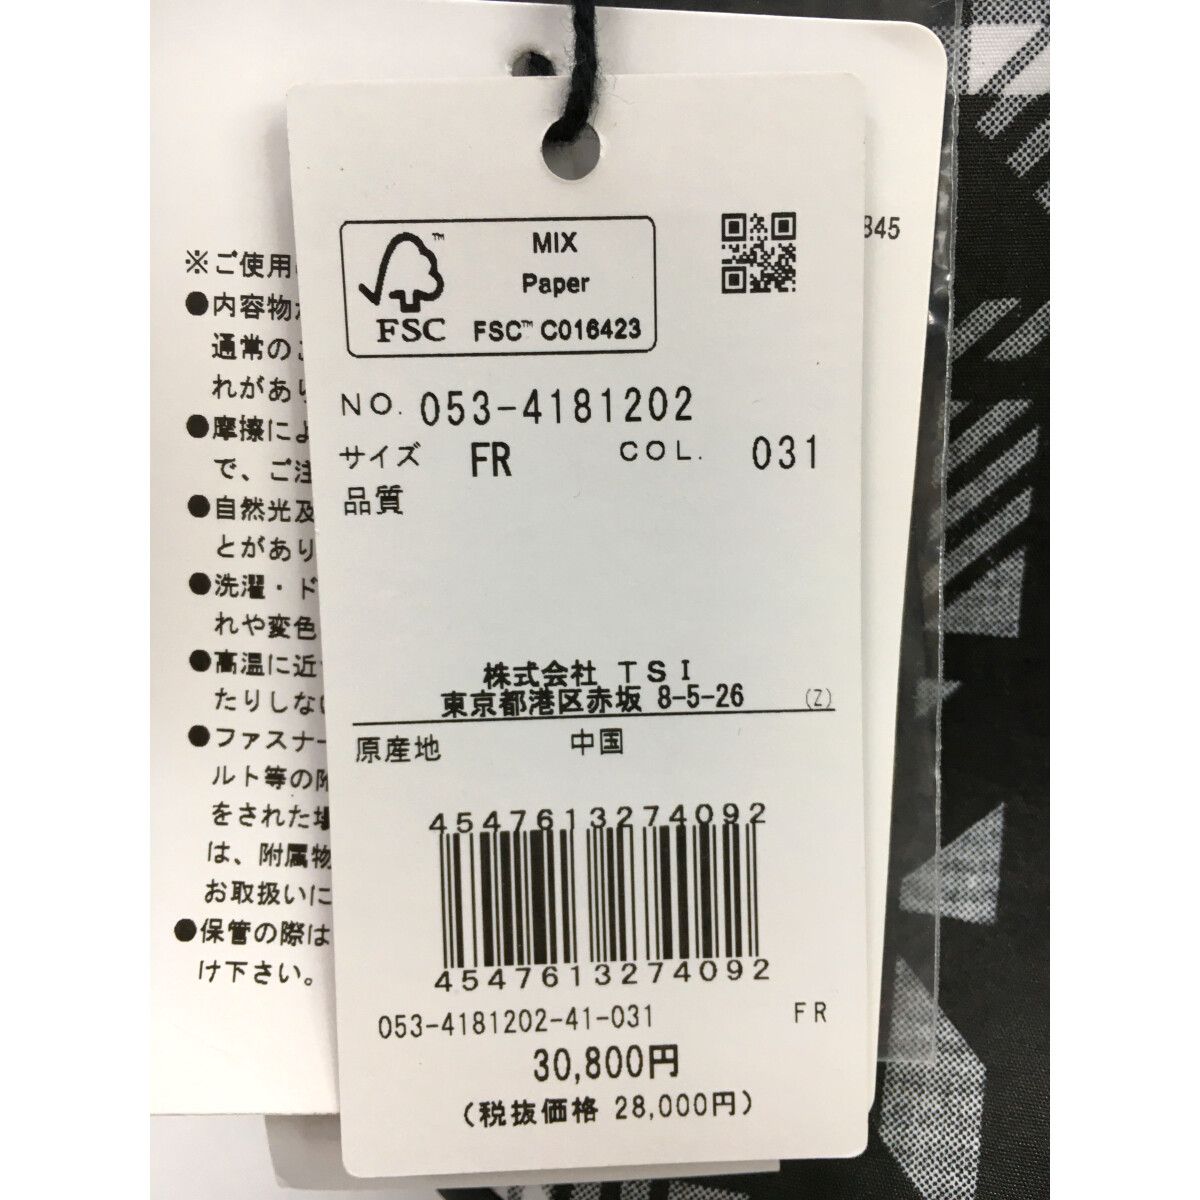 MIX
Paper
FSC™ C016423
FSC
NO. 053-4181202
サイズ FR COL. 031
品質
株式会社 TSI
東京都港区赤坂 8-5-26 (Z)
原産地 中国
4547613274092
4547613274092
053-4181202-41-031 FR
30,800円
(税抜価格 28,000円)
845
※ご使用
●内容物
通常の
れがあり
●摩擦によ
で、ご注
●自然光及
とがあり
●洗濯・ド
れや変色
●高温に近
たりしな
●ファスナー
ルト等の附
をされた場
は、附属物
お取扱いに
●保管の際は
け下さい。